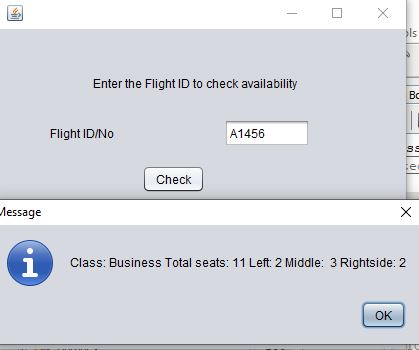 Enter the Flight ID to check availability
Flight ID/No
A1456
Check
Message
Class: Business Total seats: 11 Left: 2 Middle:  3 Rightside: 2
OK